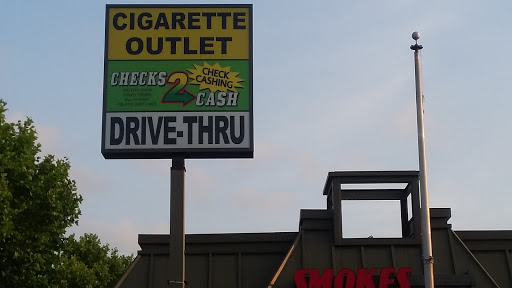 CIGARETTE
OUTLET
CHECKS 2 CASH
CHECK
CASHING
DRIVE-THRU
SMOKES